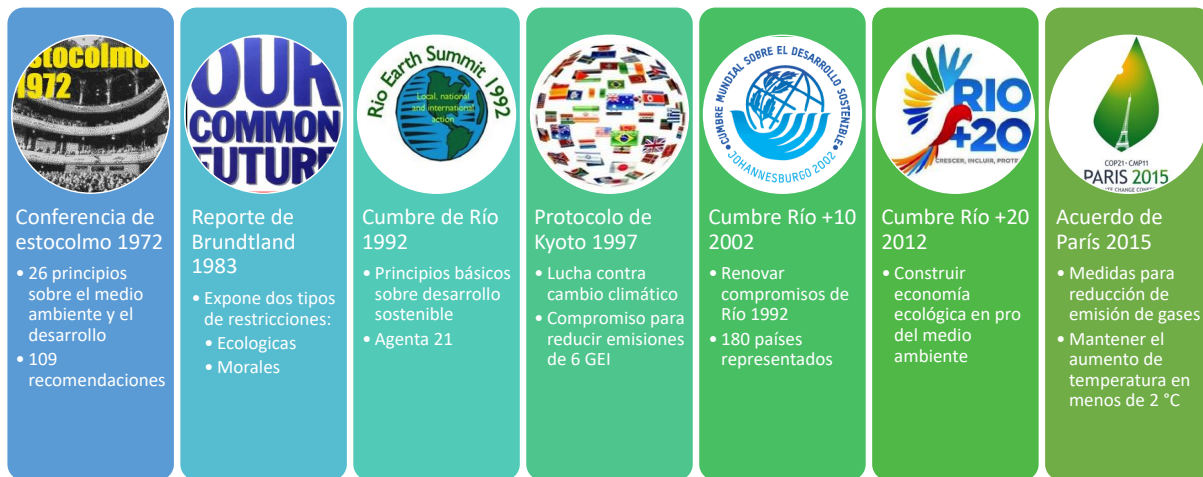 estocolmo
1972
Conferencia de
estocolmo 1972
• 26 principios
sobre el medio
ambiente y el
desarrollo
• 109
recomendaciones
OUR
COMMON
FUTURE
Reporte de
Brundtland
1983
• Expone dos tipos
de restricciones:
• Ecologicas
• Morales
Rio Earth Summit 1992
Local, national
and international
action
Cumbre de Río
1992
• Principios básicos
sobre desarrollo
sostenible
• Agenta 21
Protocolo de
Kyoto 1997
• Lucha contra
cambio climático
• Compromiso para
reducir emisiones
de 6 GEI
• CUMBRE MUNDIAL SOBRE EL DESARROLLO SOSTENIBLE •
JOHANNESBURGO 2002
Cumbre Río +10
2002
• Renovar
compromisos de
Río 1992
• 180 países
representados
RIO
+20
CRESCER, INCLUIR, PROTE
Cumbre Río +20
2012
• Construir
economía
ecológica en pro
del medio
ambiente
COP21·CMP11
PARIS 2015
TE CHANGE CONFE
Acuerdo de
París 2015
• Medidas para
reducción de
emisión de gases
• Mantener el
aumento de
temperatura en
menos de 2 °C